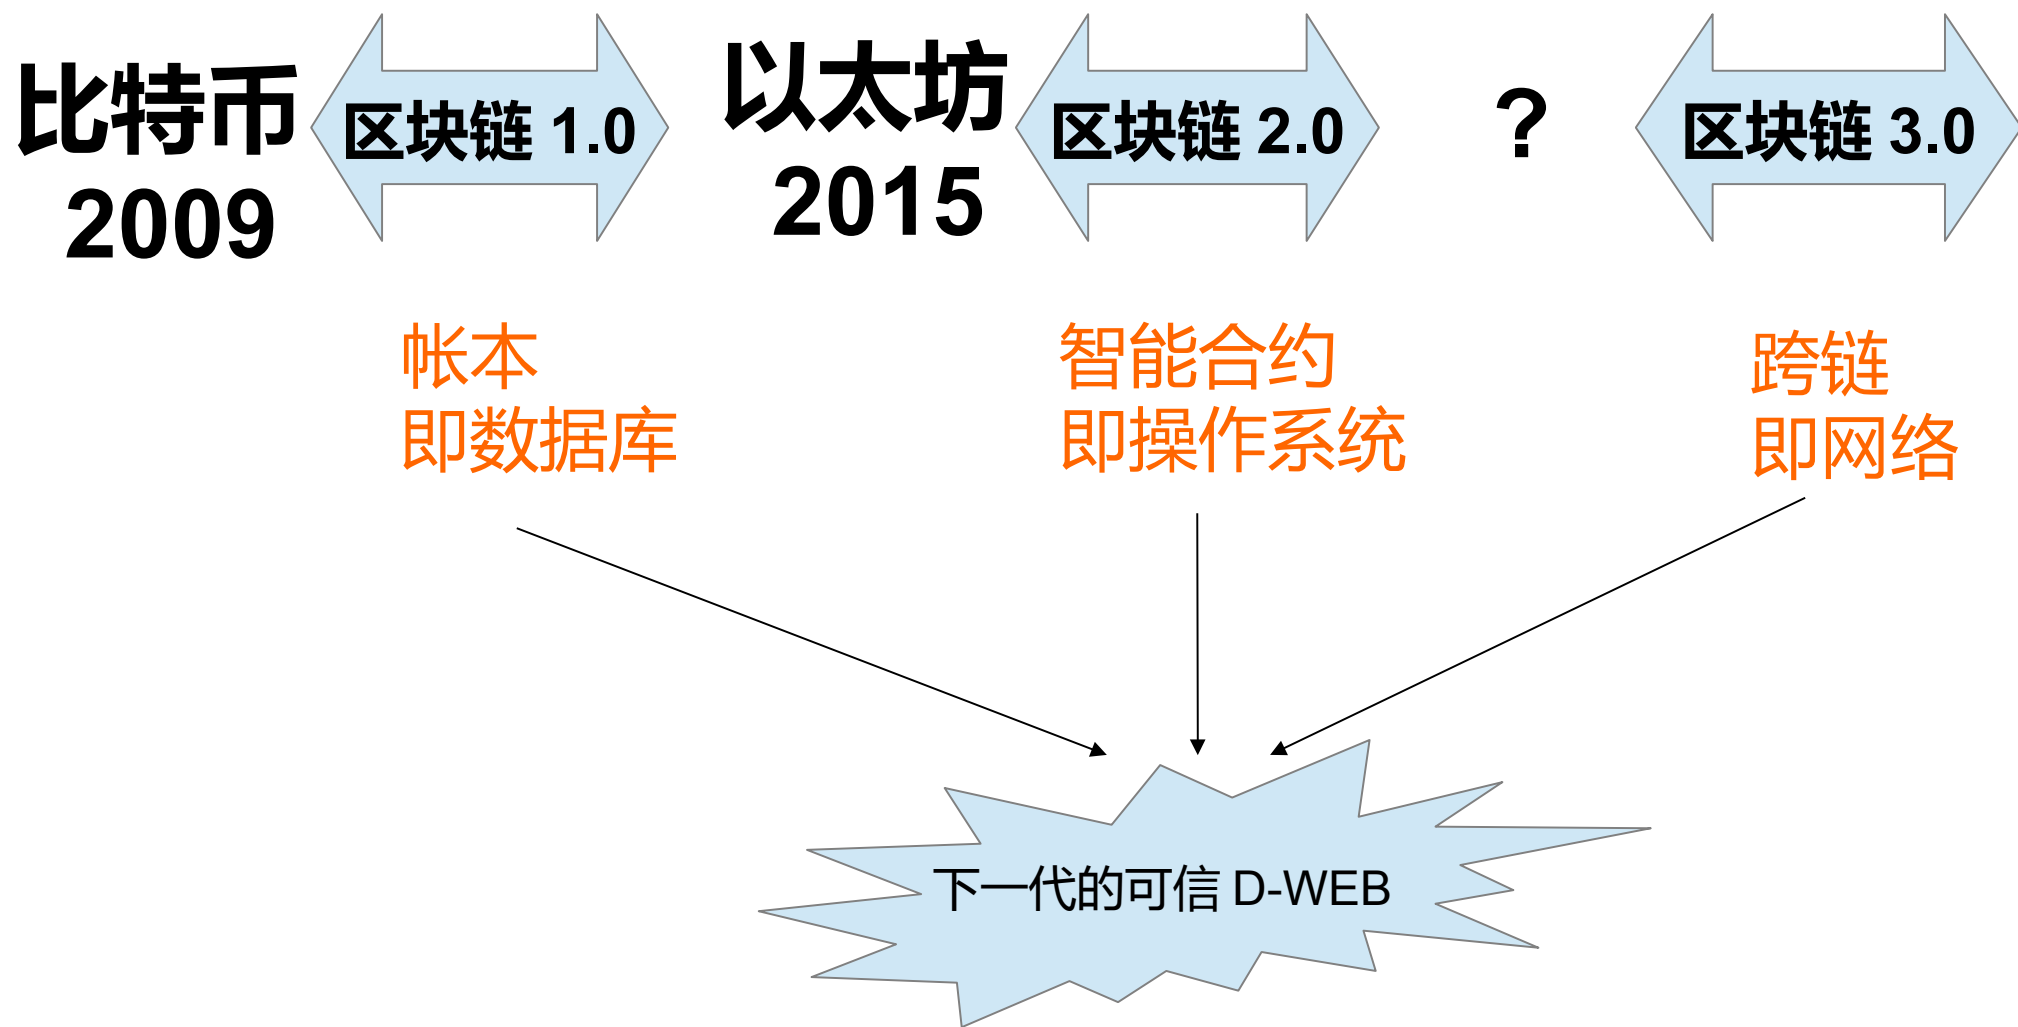 比特币
2009
区块链 1.0
以太坊
2015
区块链 2.0
?
区块链 3.0
帐本
即数据库
智能合约
即操作系统
跨链
即网络
下一代的可信 D-WEB